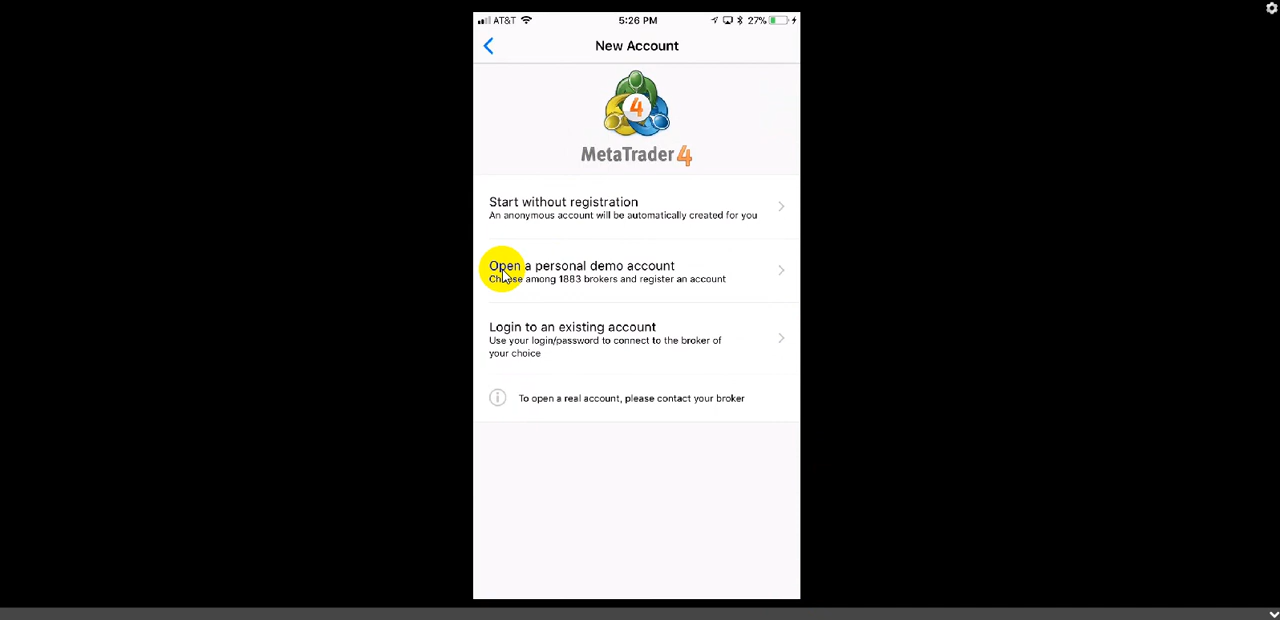 AT&T 5:26 PM 27%
New Account
4
MetaTrader 4
Start without registration
An anonymous account will be automatically created for you
Open a personal demo account
Choose among 1883 brokers and register an account
Login to an existing account
Use your login/password to connect to the broker of
your choice
To open a real account, please contact your broker